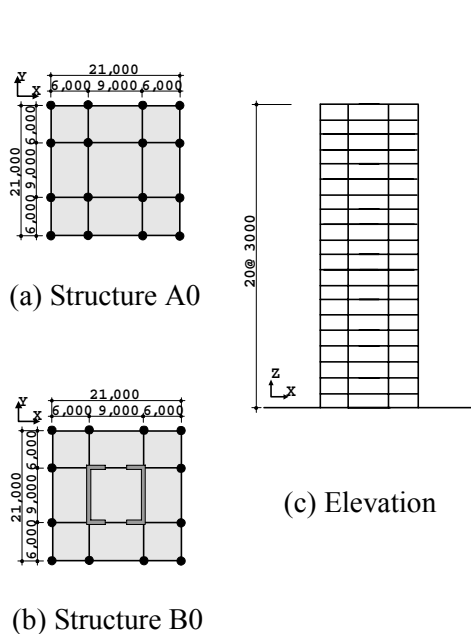 21,000
6,000 9,000 6,000
Y
X
21,000
6,000 9,000 6,000
(a) Structure A0
20@ 3000
Z
X
21,000
6,000 9,000 6,000
Y
X
21,000
6,000 9,000 6,000
(c) Elevation
(b) Structure B0